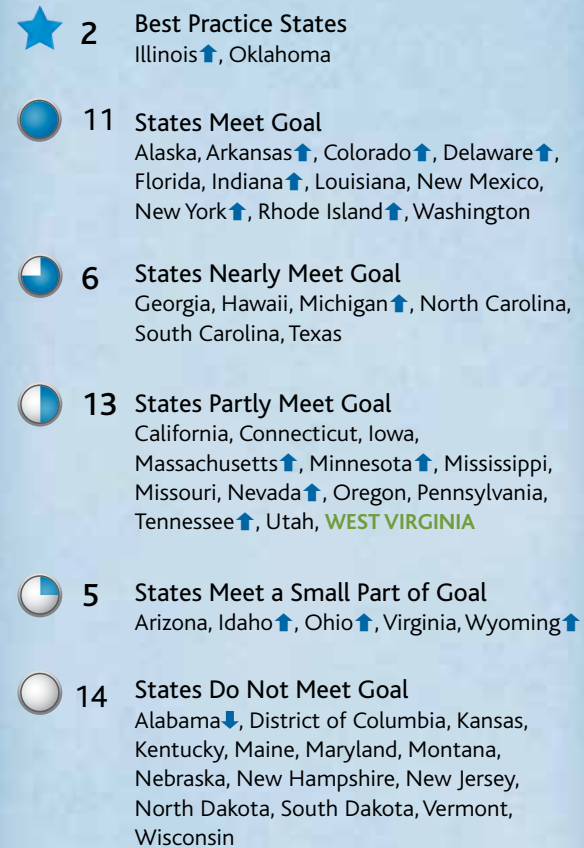 2 Best Practice States
Illinois⬆, Oklahoma
11 States Meet Goal
Alaska, Arkansas⬆, Colorado⬆, Delaware⬆,
Florida, Indiana⬆, Louisiana, New Mexico,
New York⬆, Rhode Island⬆, Washington
6 States Nearly Meet Goal
Georgia, Hawaii, Michigan⬆, North Carolina,
South Carolina, Texas
13 States Partly Meet Goal
California, Connecticut, Iowa,
Massachusetts⬆, Minnesota⬆, Mississippi,
Missouri, Nevada⬆, Oregon, Pennsylvania,
Tennessee⬆, Utah, WEST VIRGINIA
5 States Meet a Small Part of Goal
Arizona, Idaho⬆, Ohio⬆, Virginia, Wyoming⬆
14 States Do Not Meet Goal
Alabama⬇, District of Columbia, Kansas,
Kentucky, Maine, Maryland, Montana,
Nebraska, New Hampshire, New Jersey,
North Dakota, South Dakota, Vermont,
Wisconsin